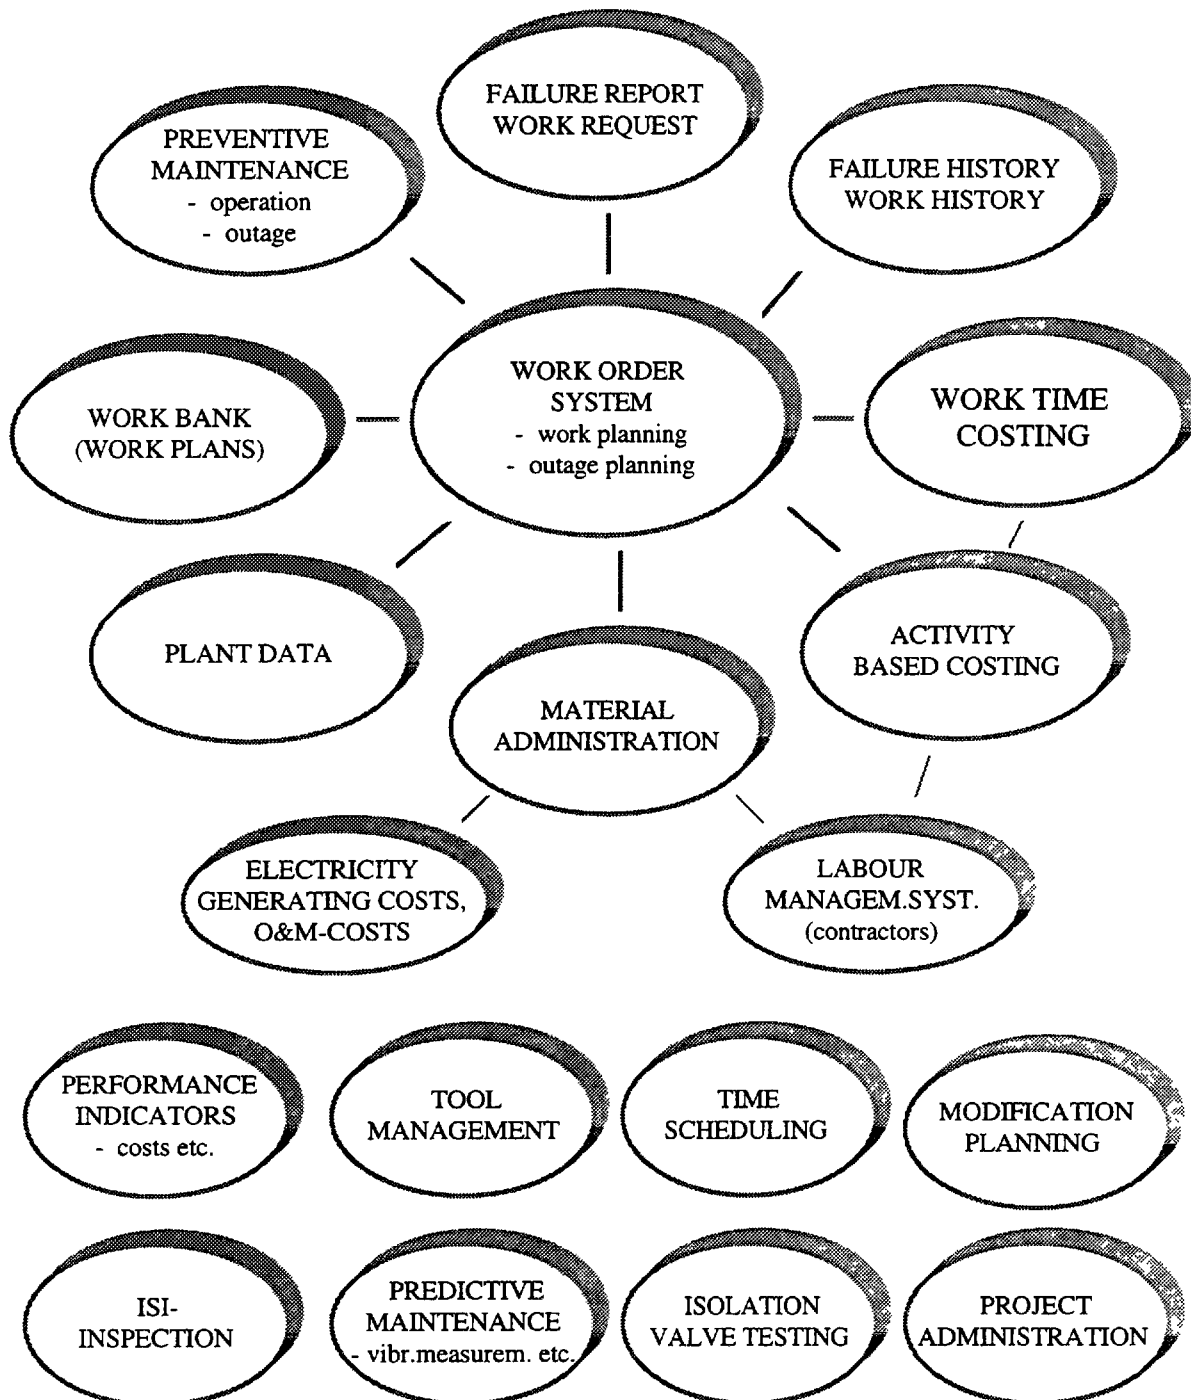 FAILURE REPORT
WORK REQUEST
PREVENTIVE
MAINTENANCE
- operation
- outage
FAILURE HISTORY
WORK HISTORY
WORK ORDER
SYSTEM
- work planning
- outage planning
WORK BANK
(WORK PLANS)
WORK TIME
COSTING
PLANT DATA
ACTIVITY
BASED COSTING
MATERIAL
ADMINISTRATION
ELECTRICITY
GENERATING COSTS,
O&M-COSTS
LABOUR
MANAGEM.SYST.
(contractors)
PERFORMANCE
INDICATORS
- costs etc.
TOOL
MANAGEMENT
TIME
SCHEDULING
MODIFICATION
PLANNING
ISI-
INSPECTION
PREDICTIVE
MAINTENANCE
- vibr.measurem. etc.
ISOLATION
VALVE TESTING
PROJECT
ADMINISTRATION